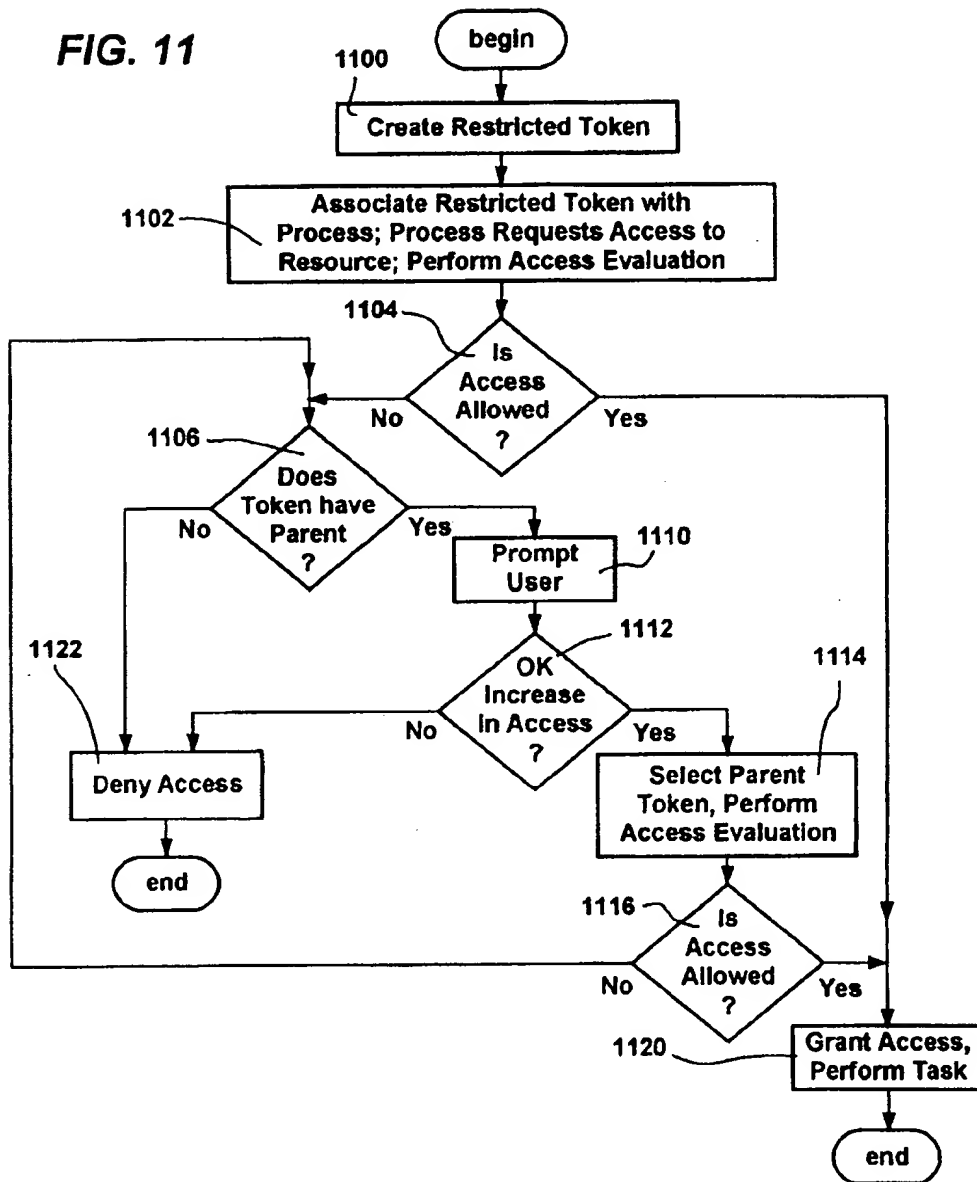 FIG. 11
begin
1100
Create Restricted Token
1102
Associate Restricted Token with
Process; Process Requests Access to
Resource; Perform Access Evaluation
1104
Is
Access
Allowed
?
No
Yes
1106
Does
Token have
Parent
?
No
Yes
1110
Prompt
User
1112
OK
Increase
In Access
?
No
Yes
1114
Select Parent
Token, Perform
Access Evaluation
1122
Deny Access
end
1116
Is
Access
Allowed
?
No
Yes
1120
Grant Access,
Perform Task
end